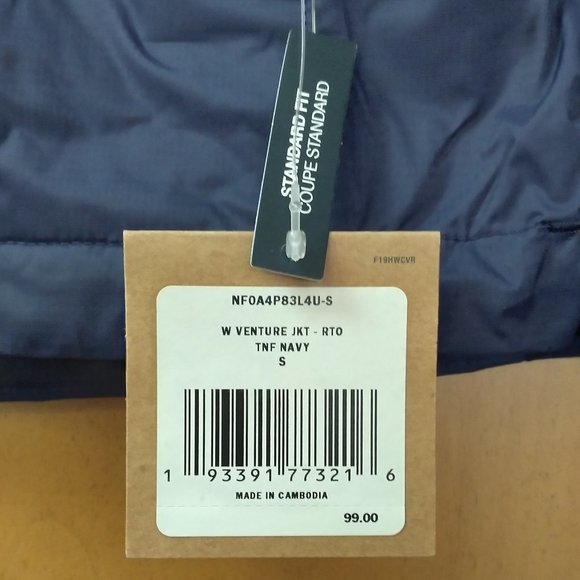 STANDARD FIT
COUPE STANDARD
F19HWCVR
NF0A4P83L4U-S
W VENTURE JKT - RTO
TNF NAVY
S
1 93391 77321 6
MADE IN CAMBODIA
99.00